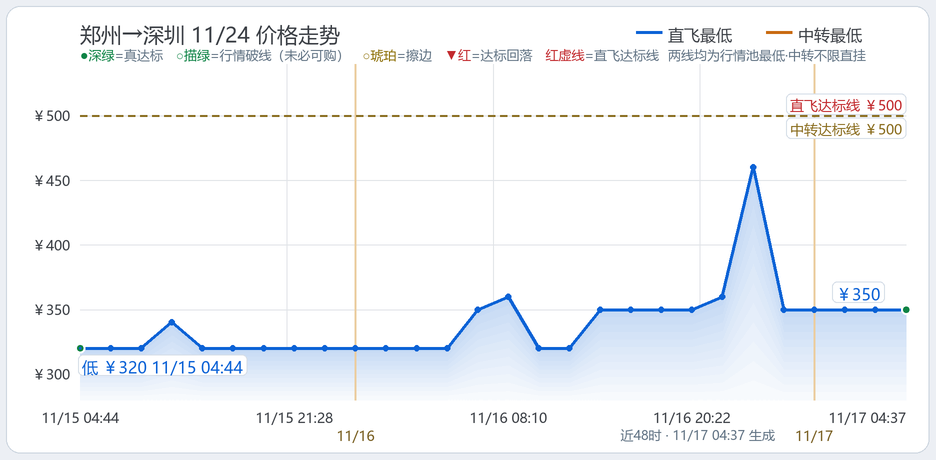 郑州→深圳 11/24 价格走势
直飞最低 中转最低
●深绿=真达标 ○描绿=行情破线（未必可购） ○琥珀=擦边 ▼红=达标回落 红虚线=直飞达标线 两线均为行情池最低·中转不限直挂
直飞达标线 ¥500
¥500
中转达标线 ¥500
¥450
¥400
¥350
¥350
低 ¥320 11/15 04:44
¥300
11/15 04:44 11/15 21:28 11/16 08:10 11/16 20:22 11/17 04:37
11/16 近48时 · 11/17 04:37 生成 11/17